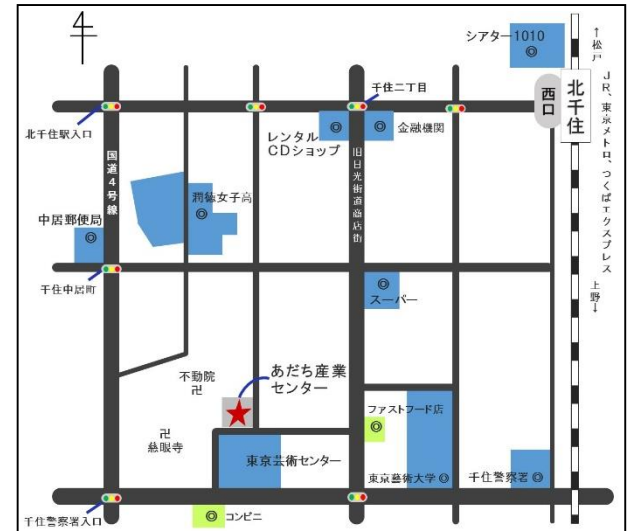 シアター1010
↑松戸
JR、東京メトロ、つくばエクスプレス
上野↓
北千住
西口
千住二丁目
北千住駅入口
レンタル
CDショップ
金融機関
国道4号線
旧日光街道商店街
潤徳女子高
中居郵便局
千住中居町
スーパー
不動院
卍
あだち産業
センター
卍
慈眼寺
ファストフード店
東京芸術センター
東京藝術大学
千住警察署
千住警察署入口
コンビニ